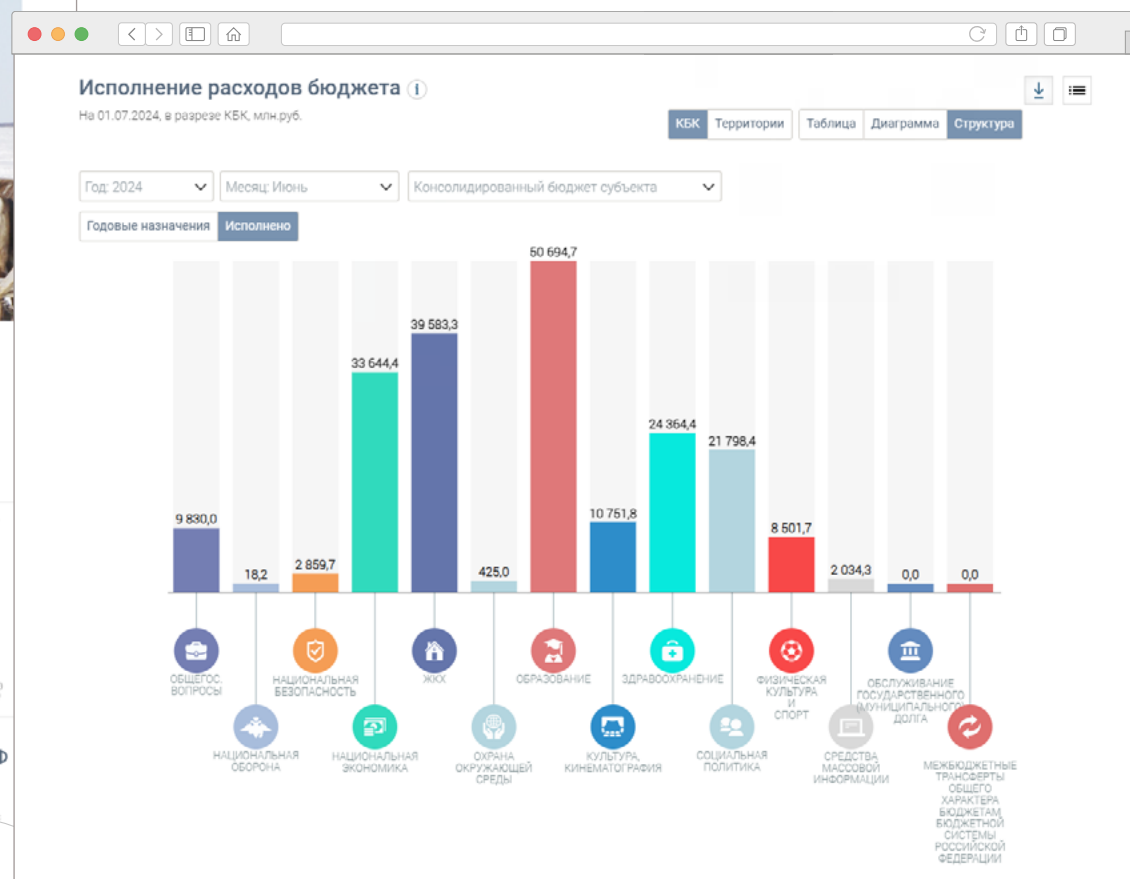 Исполнение расходов бюджета i
На 01.07.2024, в разрезе КБК, млн.руб.
КБК Территории Таблица Диаграмма Структура
Год: 2024 Месяц: Июнь Консолидированный бюджет субъекта
Годовые назначения Исполнено
50 694,7
39 583,3
33 644,4
24 364,4
21 798,4
10 751,8
9 830,0
8 501,7
2 859,7
2 034,3
18,2
425,0
0,0
0,0
ОБЩЕГОС.
ВОПРОСЫ
НАЦИОНАЛЬНАЯ
БЕЗОПАСНОСТЬ
ЖКХ
ОБРАЗОВАНИЕ
ЗДРАВООХРАНЕНИЕ
ФИЗИЧЕСКАЯ
КУЛЬТУРА
И
СПОРТ
ОБСЛУЖИВАНИЕ
ГОСУДАРСТВЕННОГО
(МУНИЦИПАЛЬНОГО)
ДОЛГА
НАЦИОНАЛЬНАЯ
ОБОРОНА
НАЦИОНАЛЬНАЯ
ЭКОНОМИКА
ОХРАНА
ОКРУЖАЮЩЕЙ
СРЕДЫ
КУЛЬТУРА,
КИНЕМАТОГРАФИЯ
СОЦИАЛЬНАЯ
ПОЛИТИКА
СРЕДСТВА
МАССОВОЙ
ИНФОРМАЦИИ
МЕЖБЮДЖЕТНЫЕ
ТРАНСФЕРТЫ
ОБЩЕГО
ХАРАКТЕРА
БЮДЖЕТАМ
БЮДЖЕТНОЙ
СИСТЕМЫ
РОССИЙСКОЙ
ФЕДЕРАЦИИ